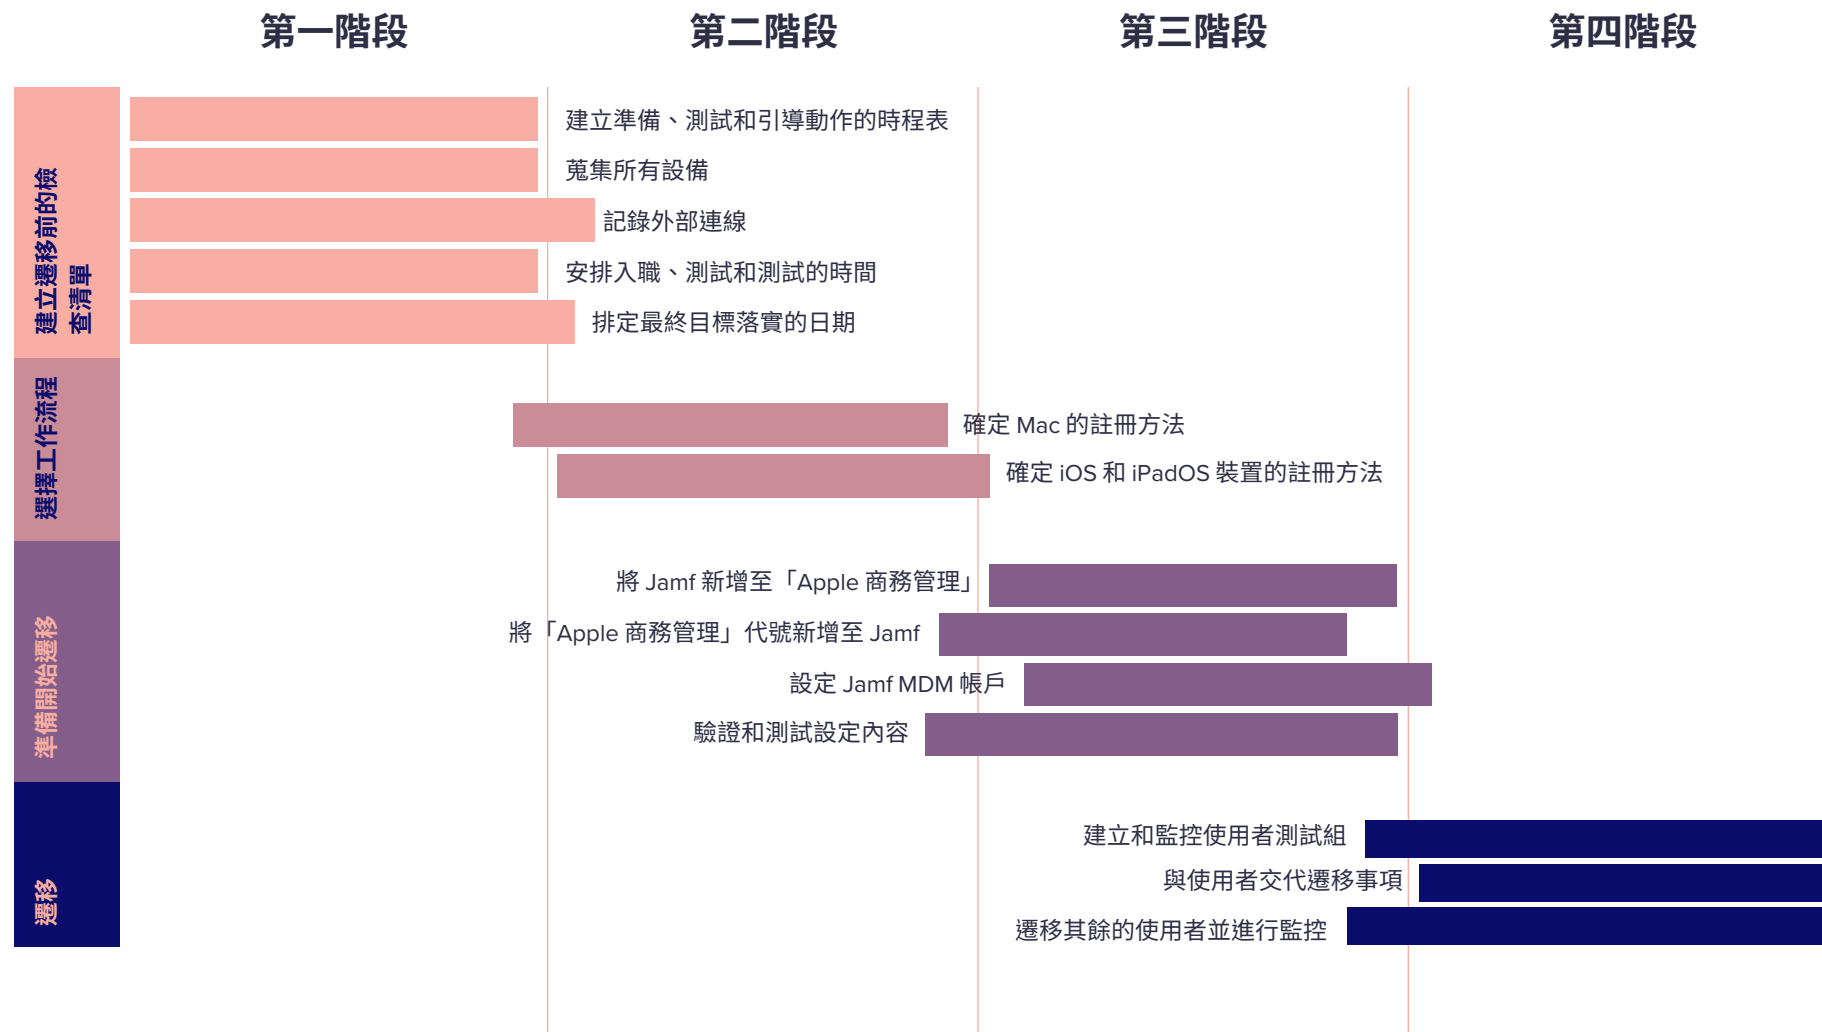 第一階段
第二階段
第三階段
第四階段
建立遷移前的檢
查清單
建立準備、測試和引導動作的時程表
蒐集所有設備
記錄外部連線
安排入職、測試和測試的時間
排定最終目標落實的日期
選擇工作流程
確定 Mac 的註冊方法
確定 iOS 和 iPadOS 裝置的註冊方法
準備開始遷移
將 Jamf 新增至「Apple 商務管理」
將「Apple 商務管理」代號新增至 Jamf
設定 Jamf MDM 帳戶
驗證和測試設定內容
遷移
建立和監控使用者測試組
與使用者交代遷移事項
遷移其餘的使用者並進行監控